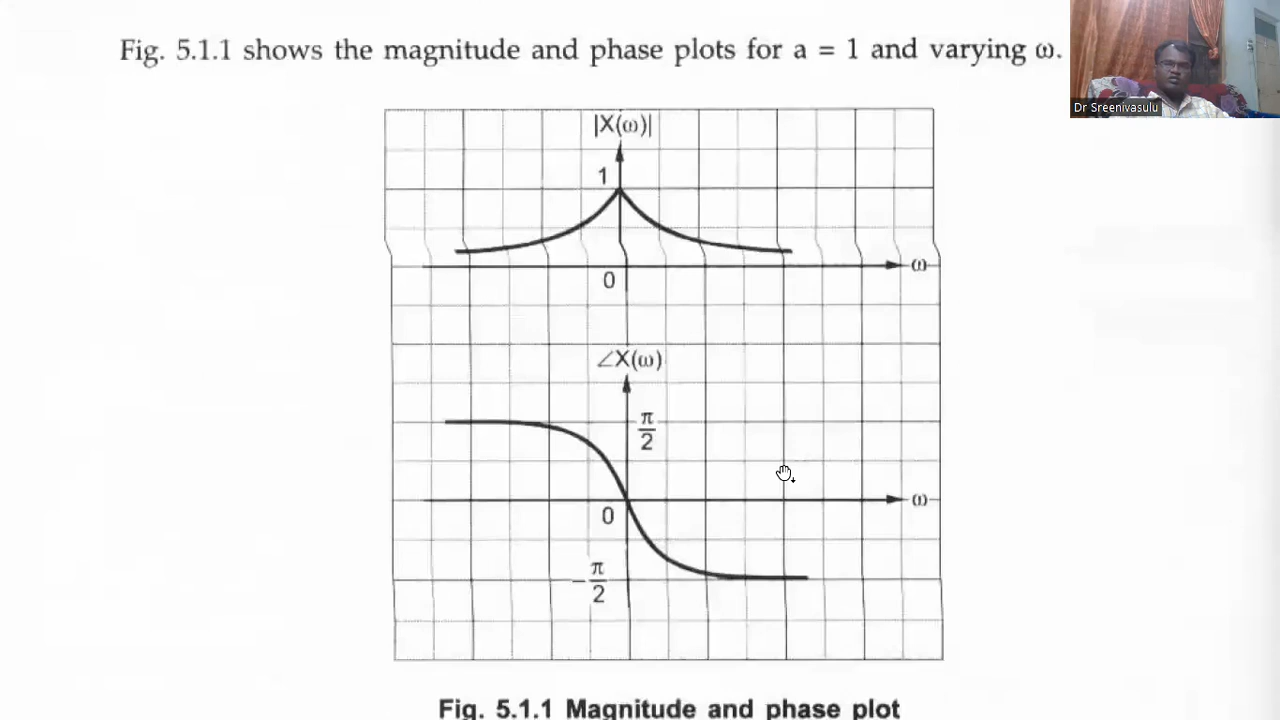 Fig. 5.1.1 shows the magnitude and phase plots for a = 1 and varying ω.
Dr Sreenivasulu
|X(ω)|
1
ω
0
∠X(ω)
π
2
ω
0
−π
2
Fig. 5.1.1 Magnitude and phase plot